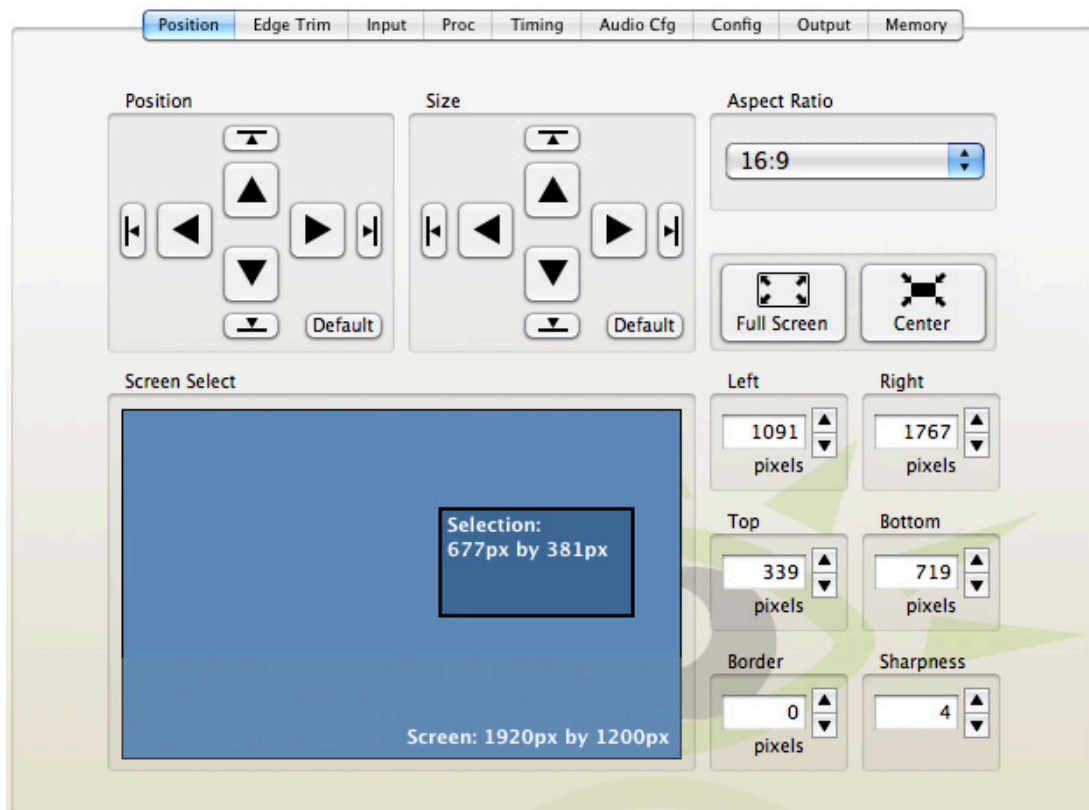 Position Edge Trim Input Proc Timing Audio Cfg Config Output Memory
Position
Default
Size
Default
Aspect Ratio
16:9
Full Screen
Center
Screen Select
Selection:
677px by 381px
Screen: 1920px by 1200px
Left
1091
pixels
Right
1767
pixels
Top
339
pixels
Bottom
719
pixels
Border
0
pixels
Sharpness
4